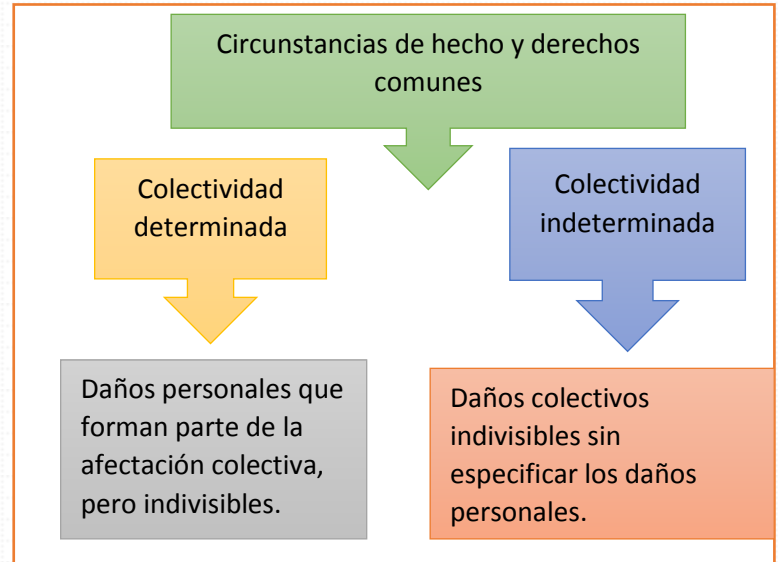 Circunstancias de hecho y derechos
comunes
Colectividad
determinada
Colectividad
indeterminada
Daños personales que
forman parte de la
afectación colectiva,
pero indivisibles.
Daños colectivos
indivisibles sin
especificar los daños
personales.